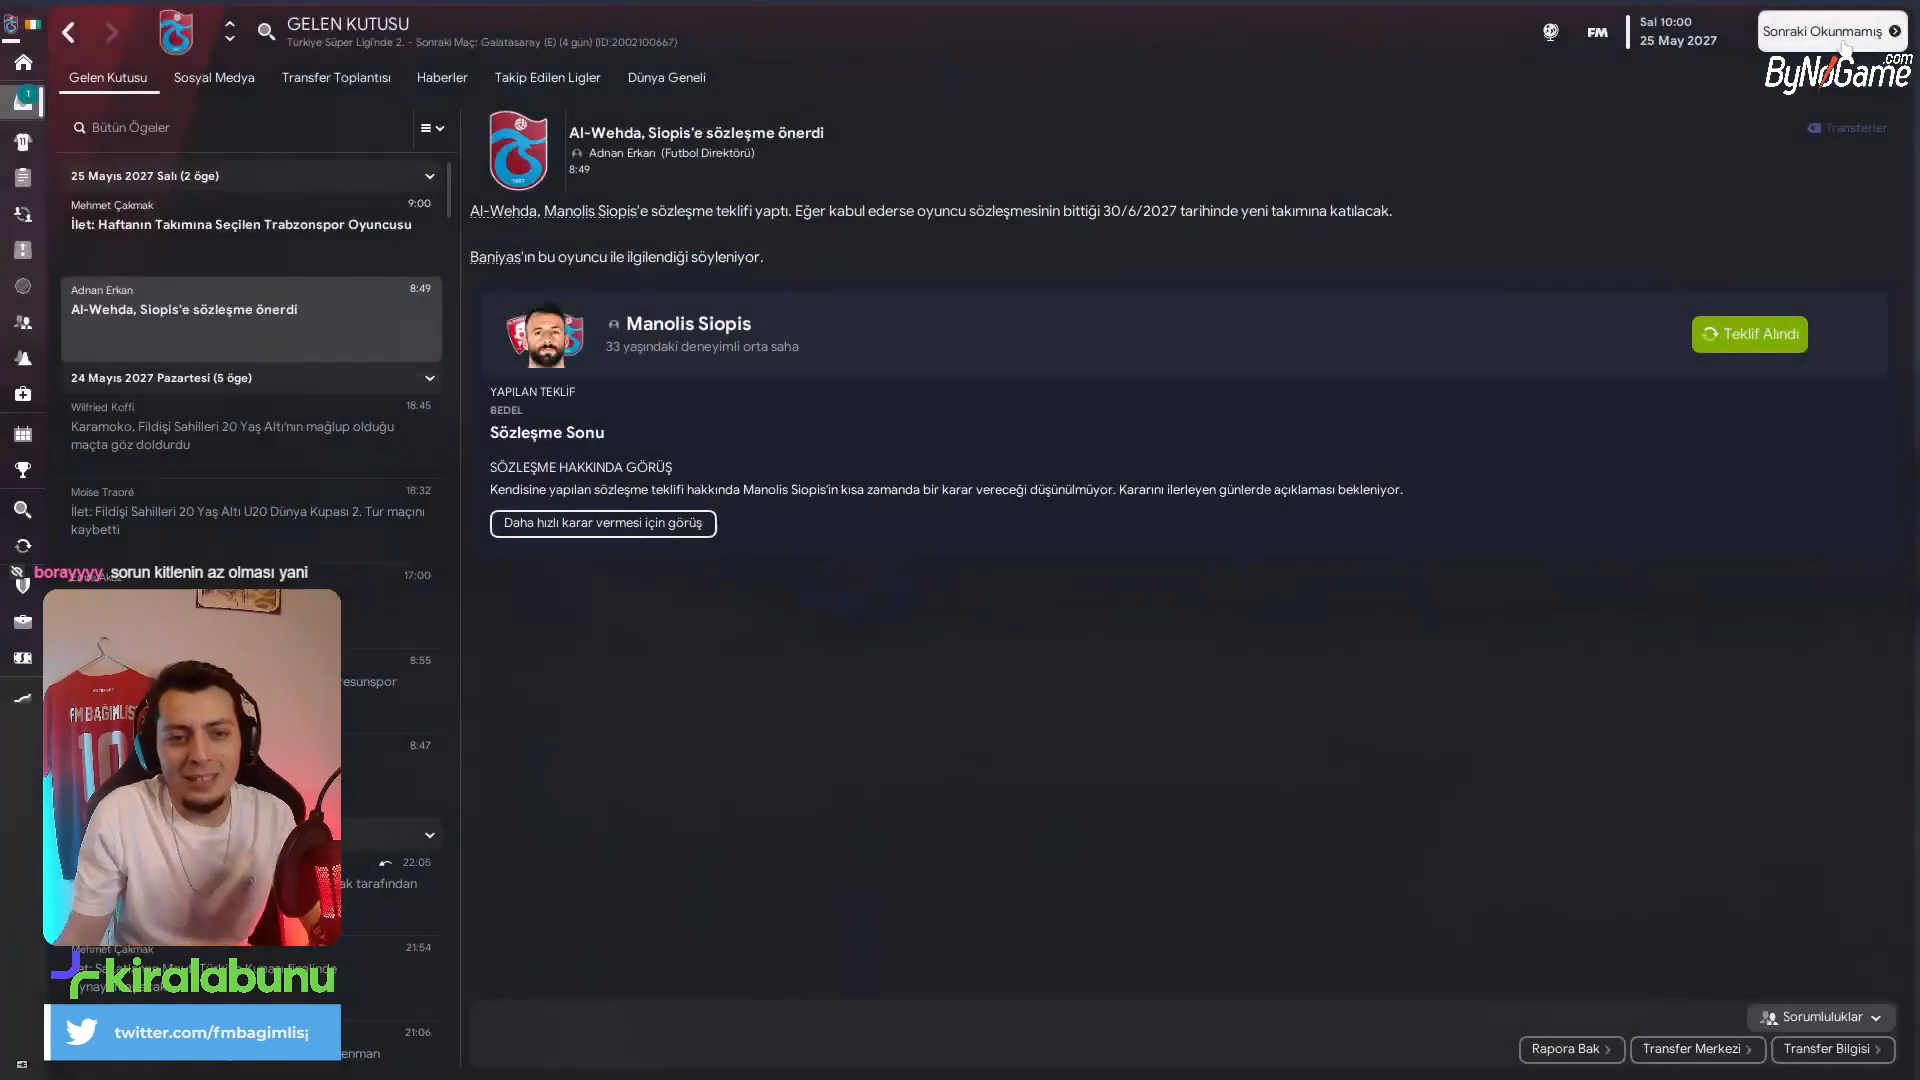 GELEN KUTUSU
Türkiye Süper Ligi'nde 2. - Sonraki Maç: Galatasaray (E) (4 gün) (ID:2002100667)
FM
Sal 10:00
25 May 2027
Sonraki Okunmamış
ByNoGame.com
Gelen Kutusu
Sosyal Medya
Transfer Toplantısı
Haberler
Takip Edilen Ligler
Dünya Geneli
1
11
Bütün Ögeler
25 Mayıs 2027 Salı (2 öge)
Mehmet Çakmak 9:00
İlet: Haftanın Takımına Seçilen Trabzonspor Oyuncusu
Adnan Erkan 8:49
Al-Wehda, Siopis'e sözleşme önerdi
24 Mayıs 2027 Pazartesi (5 öge)
Wilfried Koffi 18:45
Karamoko, Fildişi Sahilleri 20 Yaş Altı'nın mağlup olduğu
maçta göz doldurdu
Moise Traoré 18:32
İlet: Fildişi Sahilleri 20 Yaş Altı U20 Dünya Kupası 2. Tur maçını
kaybetti
17:00
borayyyy sorun kitlenin az olması yani
8:55
esunspor
8:47
22:05
ak tarafından
Mehmet Çakmak 21:54
21:06
enman
FM BAĞIMLIS
10
kiralabunu
twitter.com/fmbagimlisi
Al-Wehda, Siopis'e sözleşme önerdi
Adnan Erkan (Futbol Direktörü)
8:49
Transferler
Al-Wehda, Manolis Siopis'e sözleşme teklifi yaptı. Eğer kabul ederse oyuncu sözleşmesinin bittiği 30/6/2027 tarihinde yeni takımına katılacak.
Baniyas'ın bu oyuncu ile ilgilendiği söyleniyor.
Manolis Siopis
33 yaşındaki deneyimli orta saha
Teklif Alındı
YAPILAN TEKLİF
BEDEL
Sözleşme Sonu
SÖZLEŞME HAKKINDA GÖRÜŞ
Kendisine yapılan sözleşme teklifi hakkında Manolis Siopis'in kısa zamanda bir karar vereceği düşünülmüyor. Kararını ilerleyen günlerde açıklaması bekleniyor.
Daha hızlı karar vermesi için görüş
Sorumluluklar
Rapora Bak
Transfer Merkezi
Transfer Bilgisi